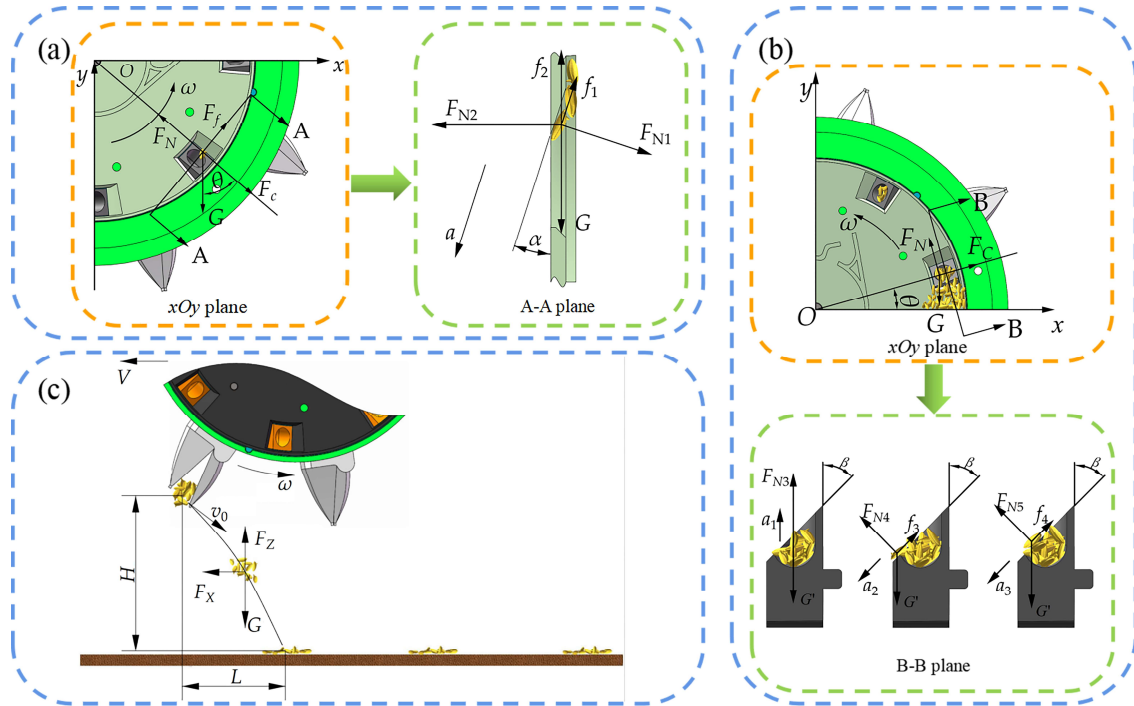 (a)
O
x
y
ω
F_f
F_N
A
θ
F_c
G
A
xOy plane
f_2
f_1
F_N2
F_N1
a
α
G
A-A plane
(b)
y
B
ω
F_N
F_C
θ
O
G
B
x
xOy plane
β
β
β
F_N3
F_N4
F_N5
a_1
f_3
f_4
a_2
a_3
G'
G'
G'
B-B plane
(c)
V
ω
v_0
F_Z
H
F_X
G
L